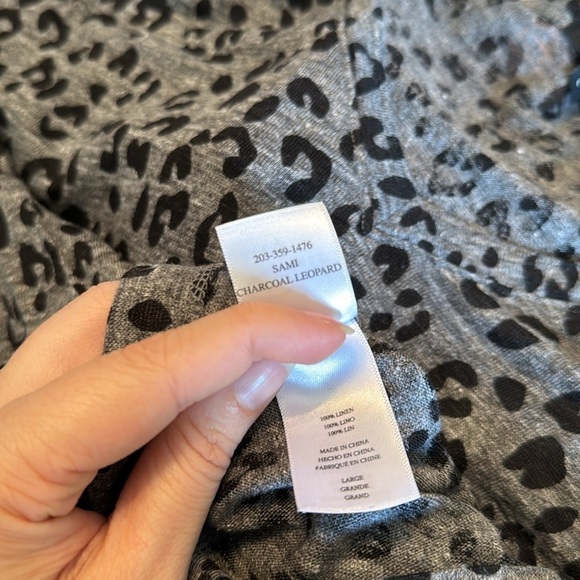 203-359-1476
SAMI
CHARCOAL LEOPARD
100% LINEN
100% LINO
100% LIN
MADE IN CHINA
HECHO EN CHINA
FABRIQUÉ EN CHINE
LARGE
GRANDE
GRAND